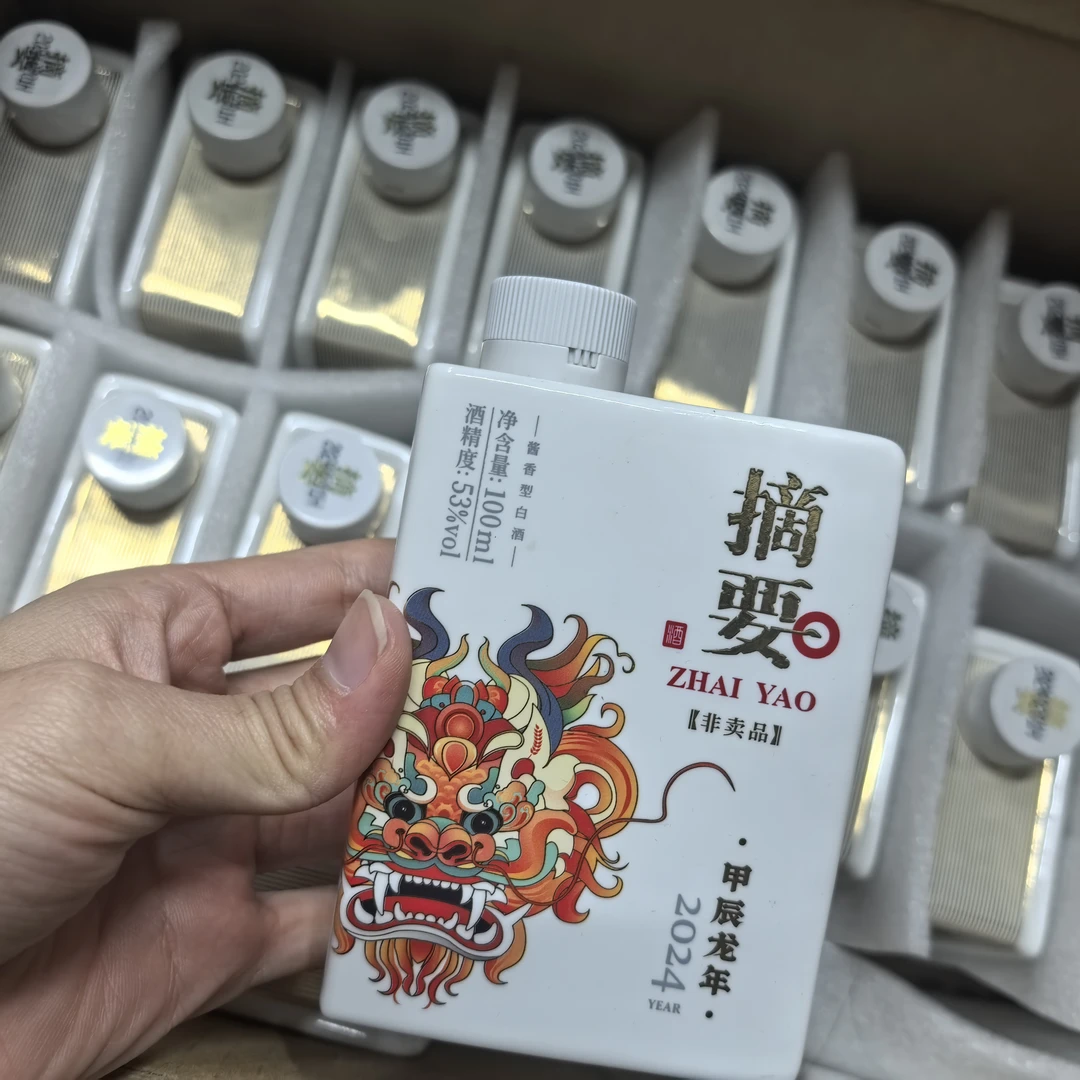 摘要
酒
ZHAI YAO
【非卖品】
— 酱香型白酒 —
净含量:100ml
酒精度:53%vol
·甲辰龙年·
2024
YEAR